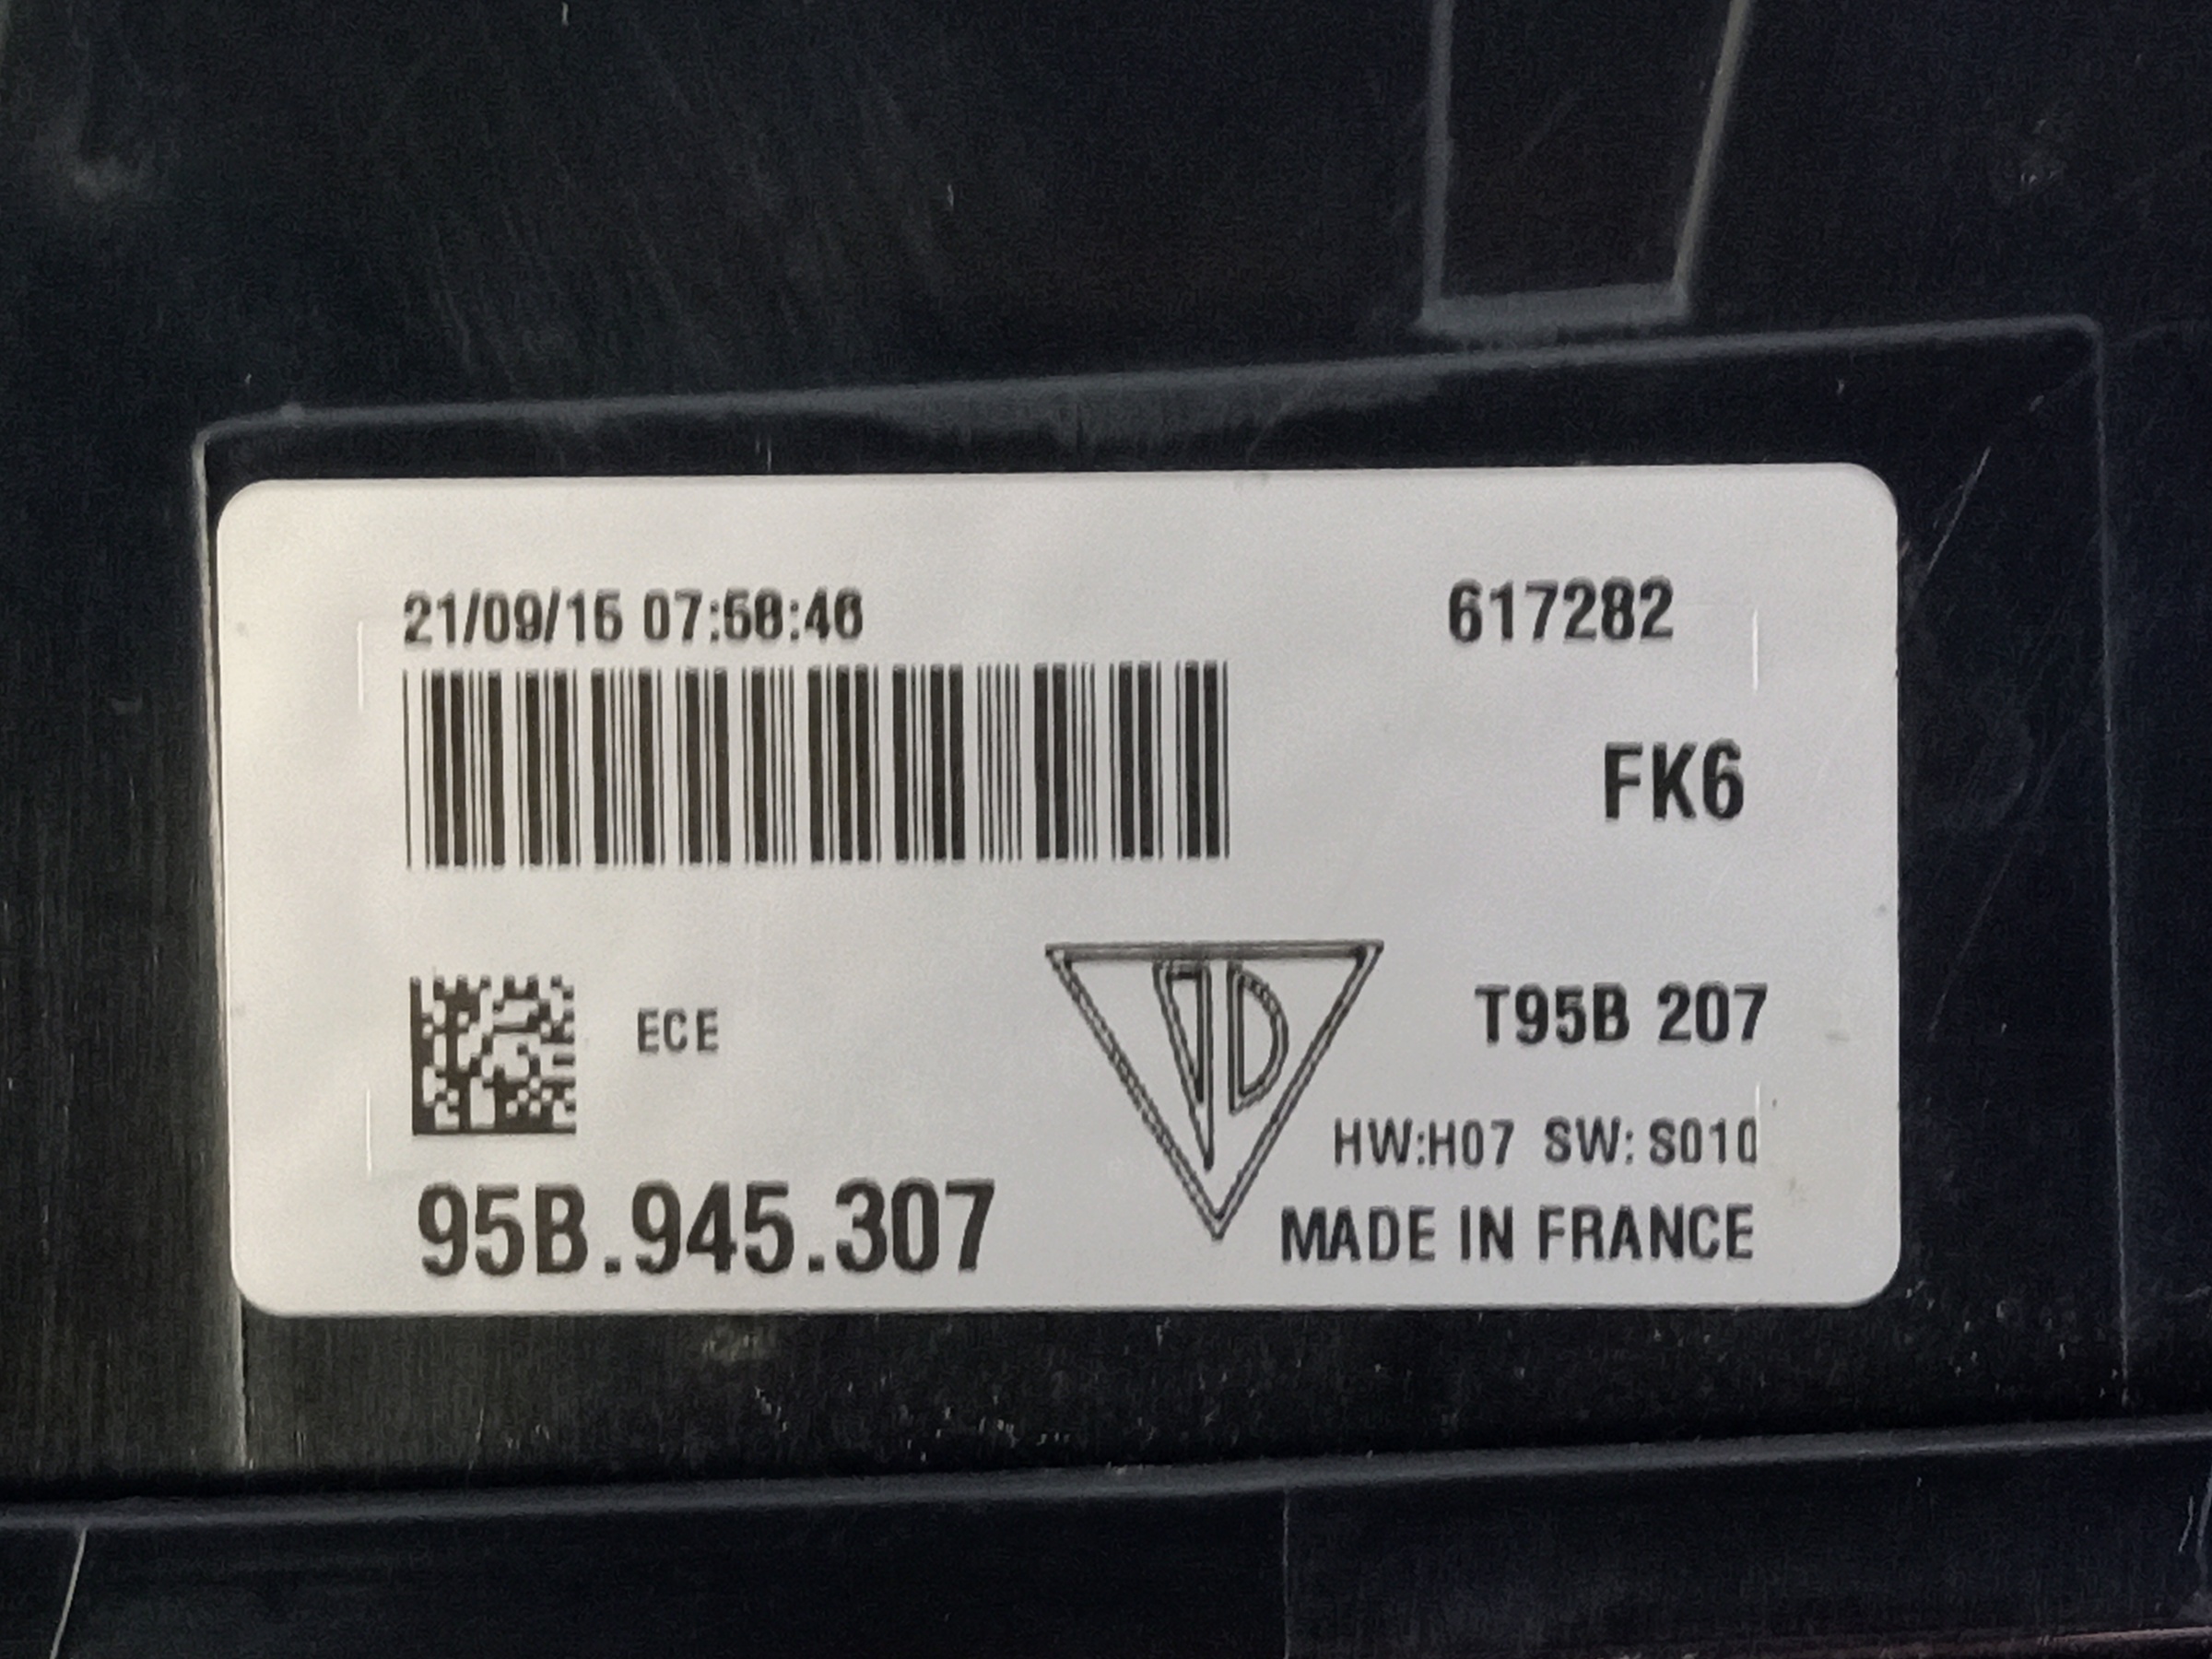 21/09/15 07:58:46
617282
FK6
ECE
T95B 207
HW:H07 SW: S010
95B.945.307
MADE IN FRANCE